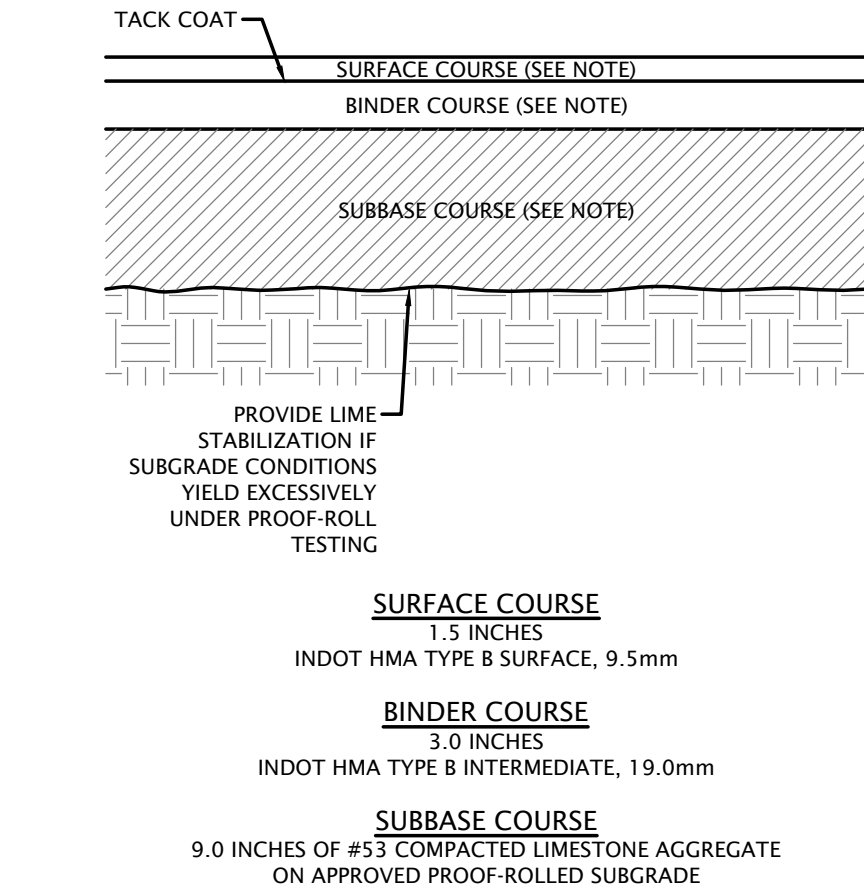 TACK COAT
SURFACE COURSE (SEE NOTE)
BINDER COURSE (SEE NOTE)
SUBBASE COURSE (SEE NOTE)
PROVIDE LIME
STABILIZATION IF
SUBGRADE CONDITIONS
YIELD EXCESSIVELY
UNDER PROOF-ROLL
TESTING
SURFACE COURSE
1.5 INCHES
INDOT HMA TYPE B SURFACE, 9.5mm
BINDER COURSE
3.0 INCHES
INDOT HMA TYPE B INTERMEDIATE, 19.0mm
SUBBASE COURSE
9.0 INCHES OF #53 COMPACTED LIMESTONE AGGREGATE
ON APPROVED PROOF-ROLLED SUBGRADE